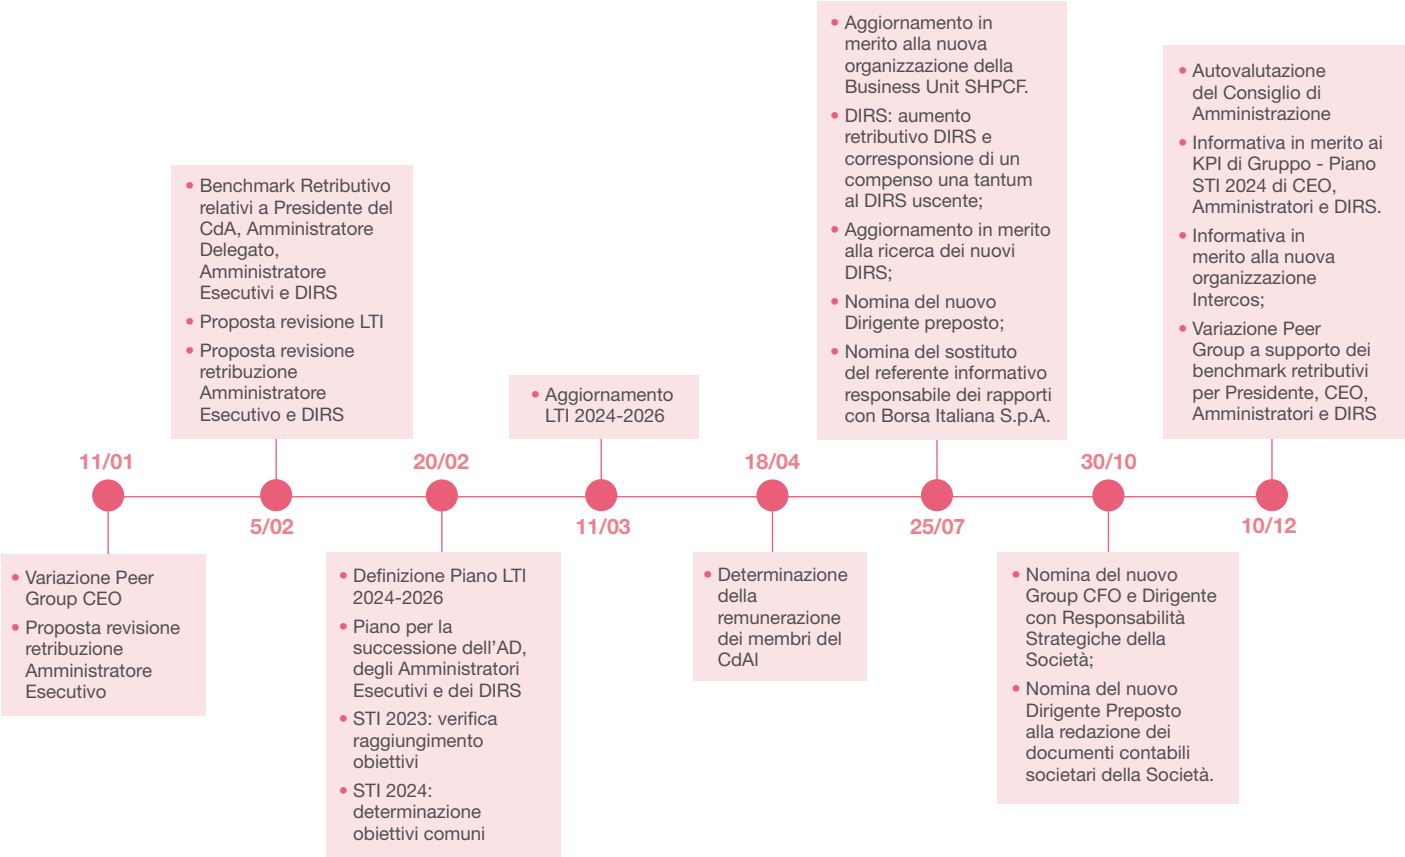 11/01
• Variazione Peer
Group CEO
• Proposta revisione
retribuzione
Amministratore
Esecutivo
5/02
• Benchmark Retributivo
relativi a Presidente del
CdA, Amministratore
Delegato,
Amministratore
Esecutivi e DIRS
• Proposta revisione LTI
• Proposta revisione
retribuzione
Amministratore
Esecutivo e DIRS
20/02
• Definizione Piano LTI
2024-2026
• Piano per la
successione dell’AD,
degli Amministratori
Esecutivi e dei DIRS
• STI 2023: verifica
raggiungimento
obiettivi
• STI 2024:
determinazione
obiettivi comuni
11/03
• Aggiornamento
LTI 2024-2026
18/04
• Determinazione
della
remunerazione
dei membri del
CdAI
25/07
• Aggiornamento in
merito alla nuova
organizzazione della
Business Unit SHPCF.
• DIRS: aumento
retributivo DIRS e
corresponsione di un
compenso una tantum
al DIRS uscente;
• Aggiornamento in merito
alla ricerca dei nuovi
DIRS;
• Nomina del nuovo
Dirigente preposto;
• Nomina del sostituto
del referente informativo
responsabile dei rapporti
con Borsa Italiana S.p.A.
30/10
• Nomina del nuovo
Group CFO e Dirigente
con Responsabilità
Strategiche della
Società;
• Nomina del nuovo
Dirigente Preposto
alla redazione dei
documenti contabili
societari della Società.
10/12
• Autovalutazione
del Consiglio di
Amministrazione
• Informativa in merito ai
KPI di Gruppo - Piano
STI 2024 di CEO,
Amministratori e DIRS.
• Informativa in
merito alla nuova
organizzazione
Intercos;
• Variazione Peer
Group a supporto dei
benchmark retributivi
per Presidente, CEO,
Amministratori e DIRS